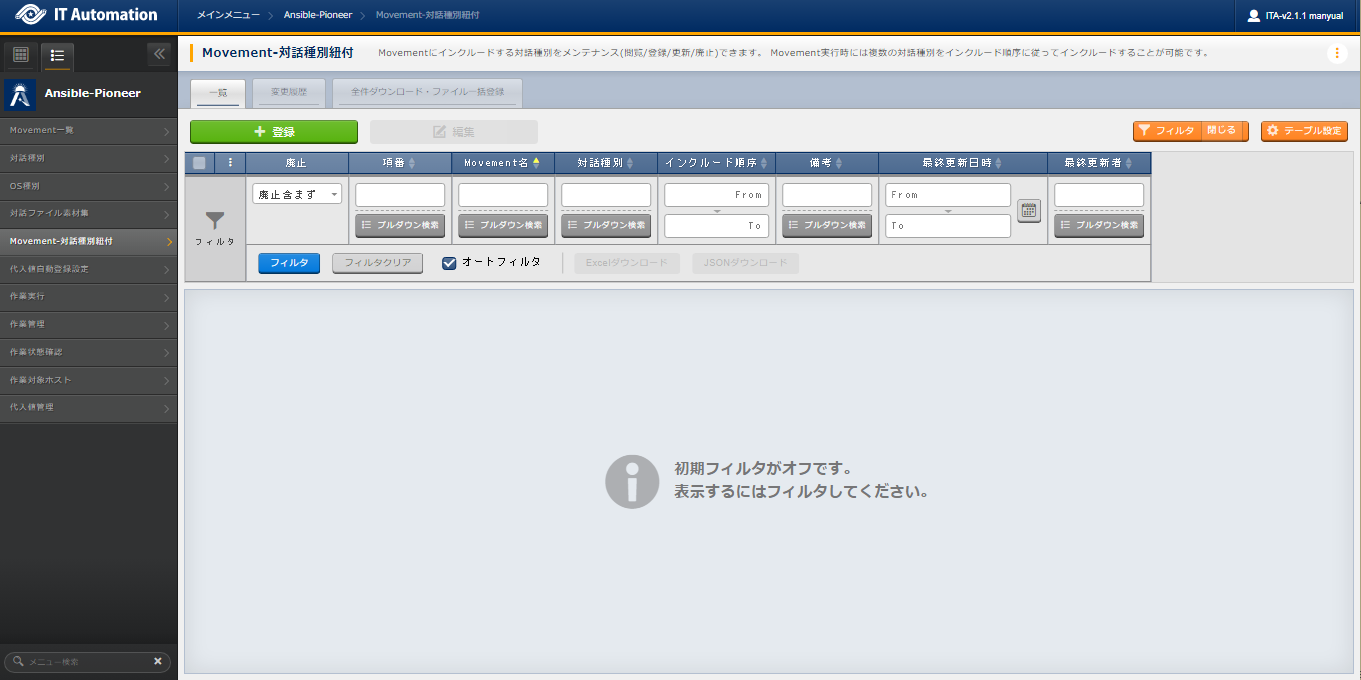 IT Automation
メインメニュー
Ansible-Pioneer
Movement-対話種別紐付
ITA-v2.1.1 manyual
Ansible-Pioneer
Movement一覧
対話種別
OS種別
対話ファイル素材集
Movement-対話種別紐付
代入値自動登録設定
作業実行
作業管理
作業状態確認
作業対象ホスト
代入値管理
メニュー検索
Movement-対話種別紐付
Movementにインクルードする対話種別をメンテナンス(閲覧/登録/更新/廃止)できます。 Movement実行時には複数の対話種別をインクルード順序に従ってインクルードすることが可能です。
一覧
変更履歴
全件ダウンロード・ファイル一括登録
登録
編集
フィルタ 閉じる
テーブル設定
廃止
項番
Movement名
対話種別
インクルード順序
備考
最終更新日時
最終更新者
フィルタ
廃止含まず
From
From
プルダウン検索
プルダウン検索
プルダウン検索
To
プルダウン検索
To
プルダウン検索
フィルタ
フィルタクリア
オートフィルタ
Excelダウンロード
JSONダウンロード
初期フィルタがオフです。
表示するにはフィルタしてください。